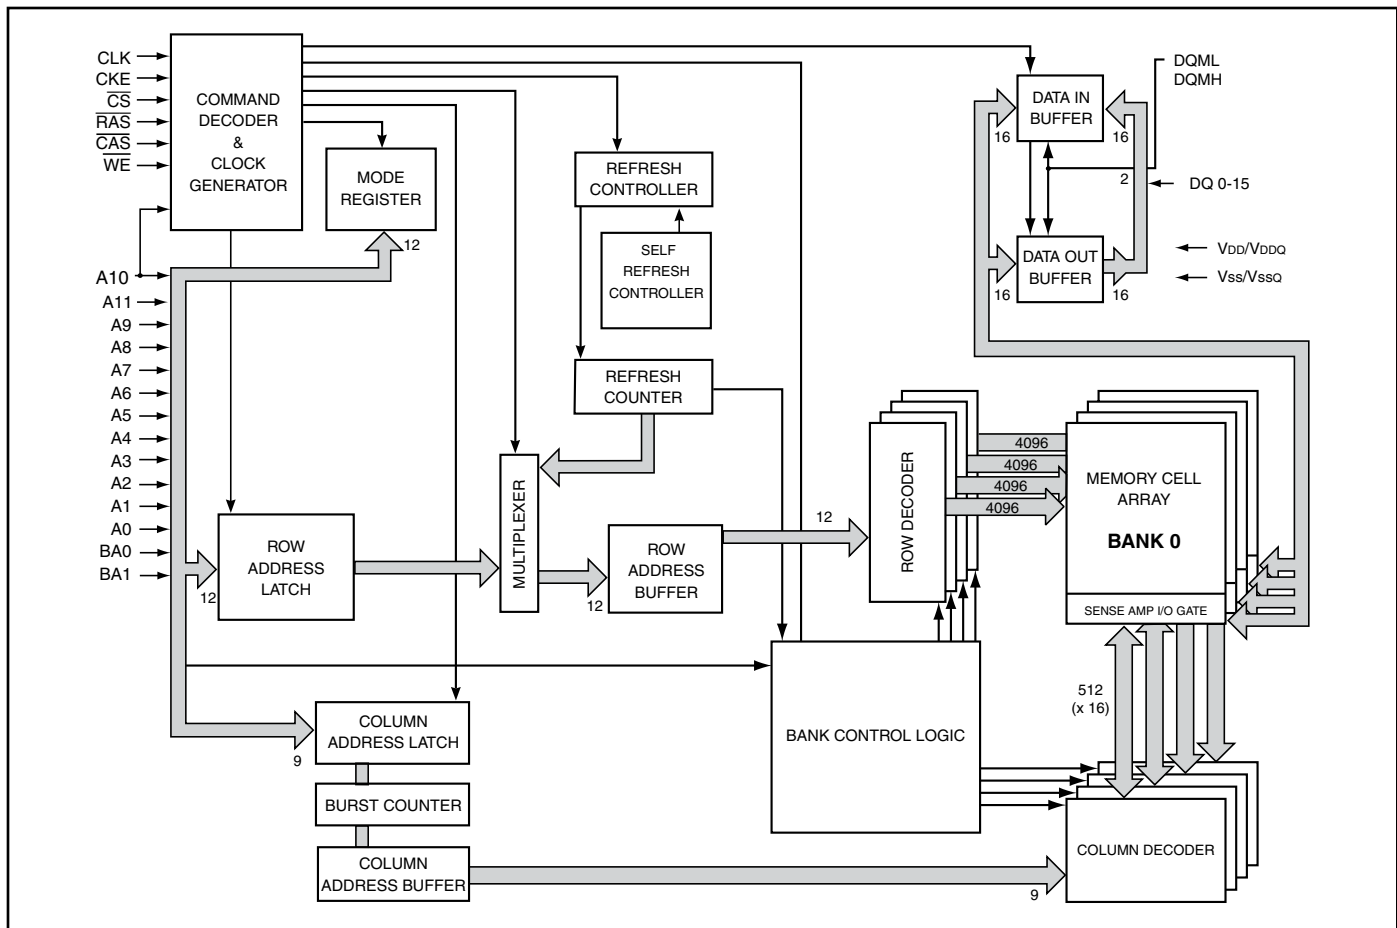 CLK
CKE
CS
RAS
CAS
WE
A10
A11
A9
A8
A7
A6
A5
A4
A3
A2
A1
A0
BA0
BA1
COMMAND
DECODER
&
CLOCK
GENERATOR
MODE
REGISTER
12
REFRESH
CONTROLLER
SELF
REFRESH
CONTROLLER
REFRESH
COUNTER
DATA IN
BUFFER
16
16
DQML
DQMH
2
DQ 0-15
DATA OUT
BUFFER
16
16
VDD/VDDQ
Vss/VssQ
12
ROW
ADDRESS
LATCH
MULTIPLEXER
12
ROW
ADDRESS
BUFFER
12
ROW DECODER
4096
4096
4096
4096
MEMORY CELL
ARRAY
BANK 0
SENSE AMP I/O GATE
512
(x 16)
BANK CONTROL LOGIC
9
COLUMN
ADDRESS LATCH
BURST COUNTER
COLUMN
ADDRESS BUFFER
9
COLUMN DECODER